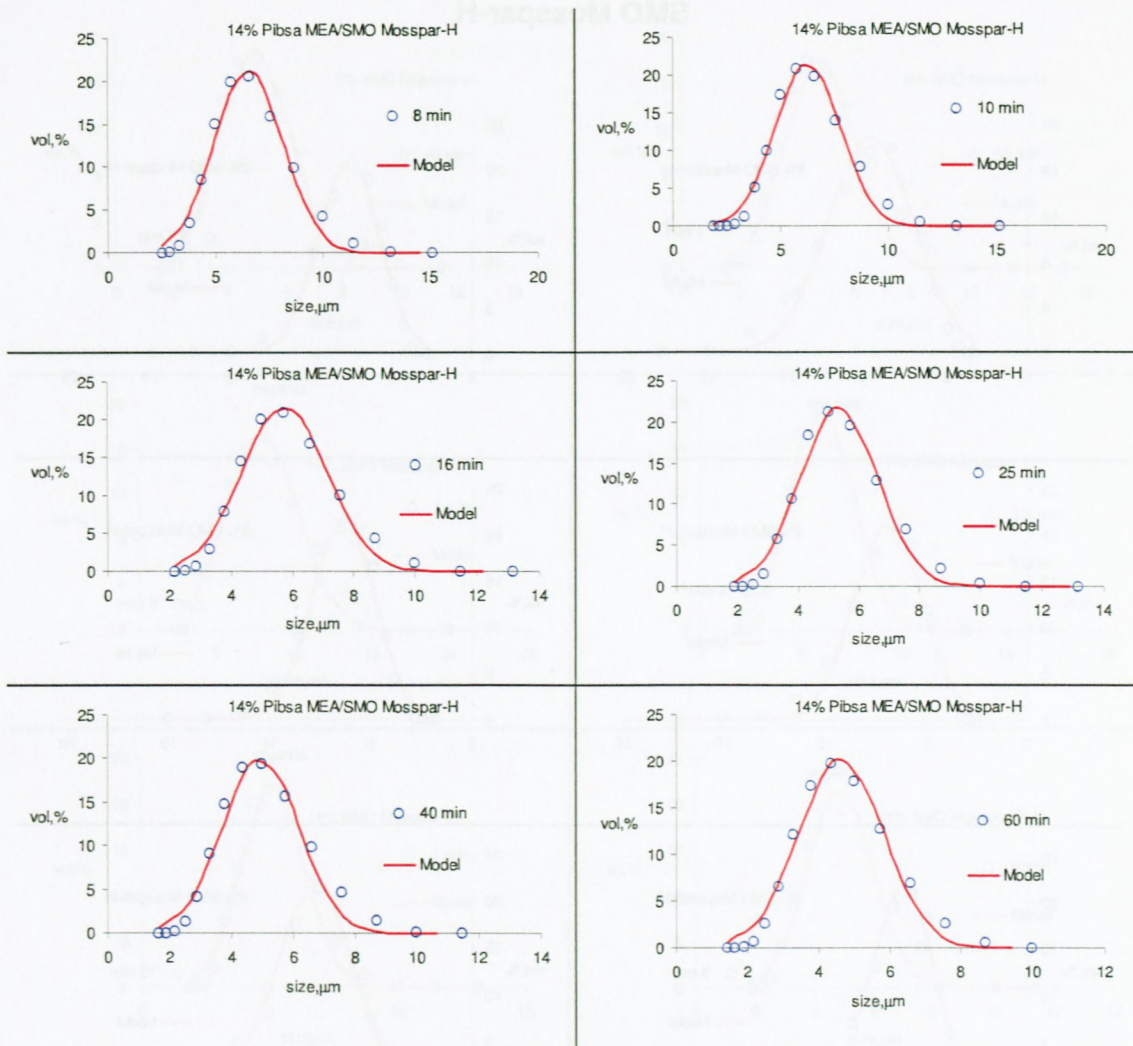 SMO Mosspar-H
14% Pibsa MEA/SMO Mosspar-H
25
20
15
10
5
0
vol,%
8 min
Model
0 5 10 15 20
size,µm
14% Pibsa MEA/SMO Mosspar-H
25
20
15
10
5
0
vol,%
10 min
Model
0 5 10 15 20
size,µm
14% Pibsa MEA/SMO Mosspar-H
25
20
15
10
5
0
vol,%
16 min
Model
0 2 4 6 8 10 12 14
size,µm
14% Pibsa MEA/SMO Mosspar-H
25
20
15
10
5
0
vol,%
25 min
Model
0 2 4 6 8 10 12 14
size,µm
14% Pibsa MEA/SMO Mosspar-H
25
20
15
10
5
0
vol,%
40 min
Model
0 2 4 6 8 10 12 14
size,µm
14% Pibsa MEA/SMO Mosspar-H
25
20
15
10
5
0
vol,%
60 min
Model
0 2 4 6 8 10 12
size,µm